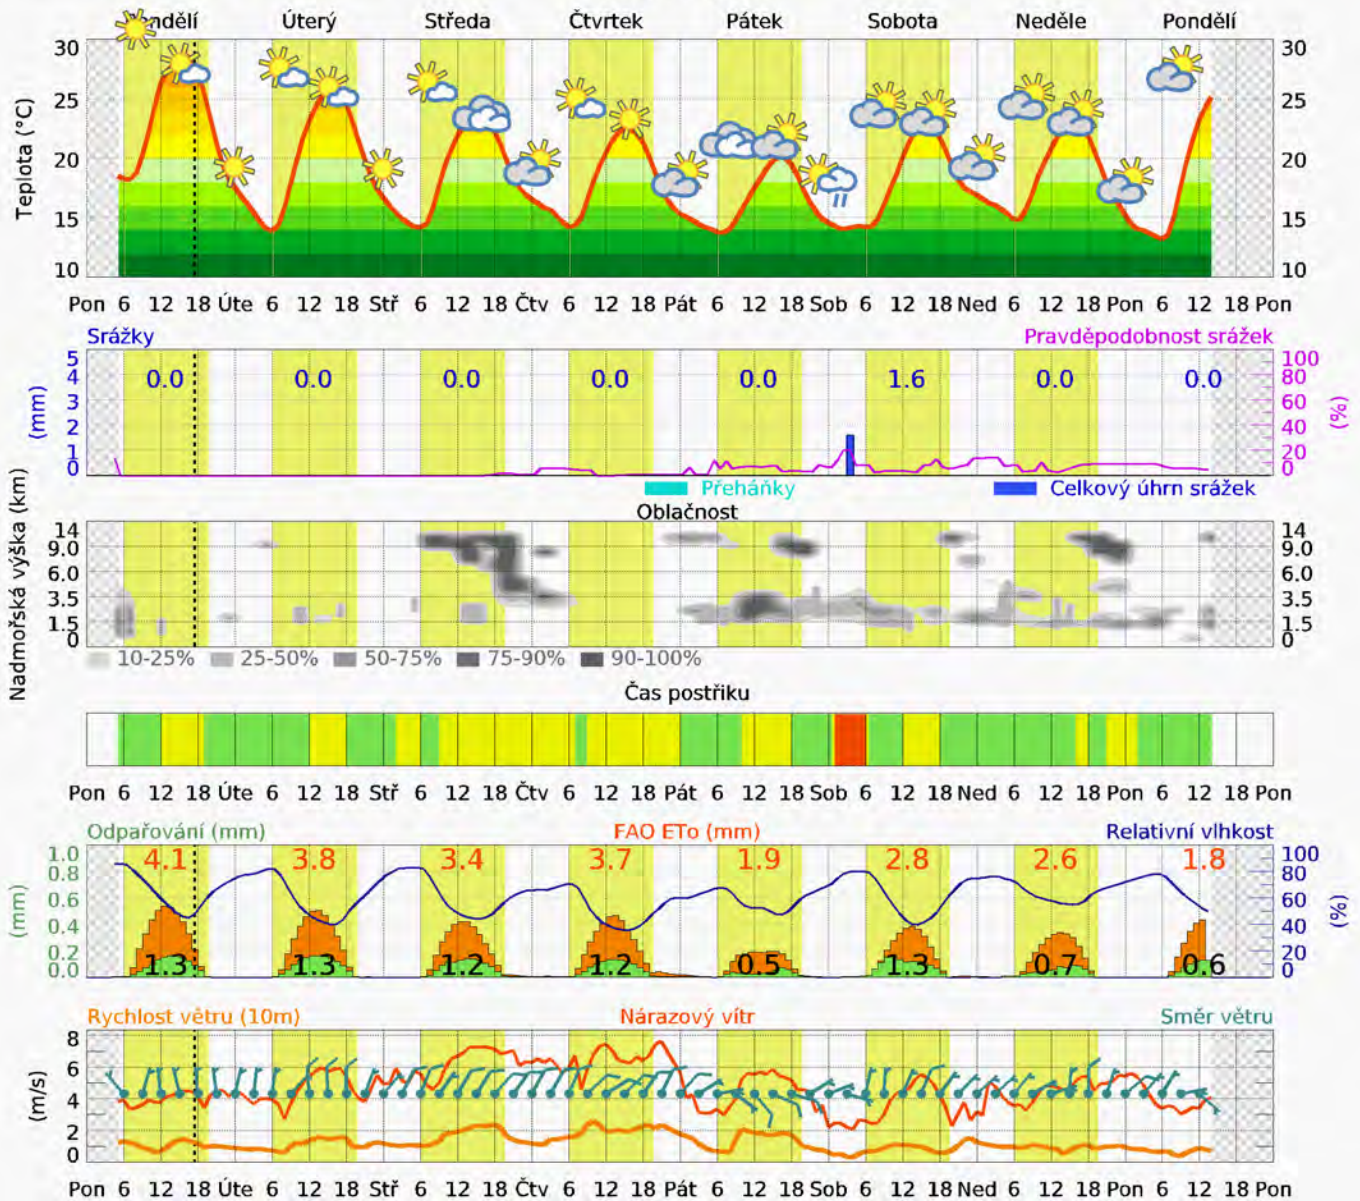 ndělí Úterý Středa Čtvrtek Pátek Sobota Neděle Pondělí
Teplota (°C)
30 30
25 25
20 20
15 15
10 10
Pon 6 12 18 Úte 6 12 18 Stř 6 12 18 Čtv 6 12 18 Pát 6 12 18 Sob 6 12 18 Ned 6 12 18 Pon 6 12 18 Pon
Srážky Pravděpodobnost srážek
(mm) (%)
5 100
4 0.0 0.0 0.0 0.0 0.0 1.6 0.0 0.0 80
3 60
2 40
1 20
0 0
Přeháňky Celkový úhrn srážek
Oblačnost
Nadmořská výška (km)
14 14
9.0 9.0
6.0 6.0
3.5 3.5
1.5 1.5
0 0
10-25% 25-50% 50-75% 75-90% 90-100%
Čas postřiku
Pon 6 12 18 Úte 6 12 18 Stř 6 12 18 Čtv 6 12 18 Pát 6 12 18 Sob 6 12 18 Ned 6 12 18 Pon 6 12 18 Pon
Odpařování (mm) FAO ETo (mm) Relativní vlhkost
(mm) (%)
1.0 4.1 3.8 3.4 3.7 1.9 2.8 2.6 1.8 100
0.8 80
0.6 60
0.4 40
0.2 20
0.0 1.3 1.3 1.2 1.2 0.5 1.3 0.7 0.6 0
Rychlost větru (10m) Nárazový vítr Směr větru
(m/s)
8
6
4
2
0
Pon 6 12 18 Úte 6 12 18 Stř 6 12 18 Čtv 6 12 18 Pát 6 12 18 Sob 6 12 18 Ned 6 12 18 Pon 6 12 18 Pon